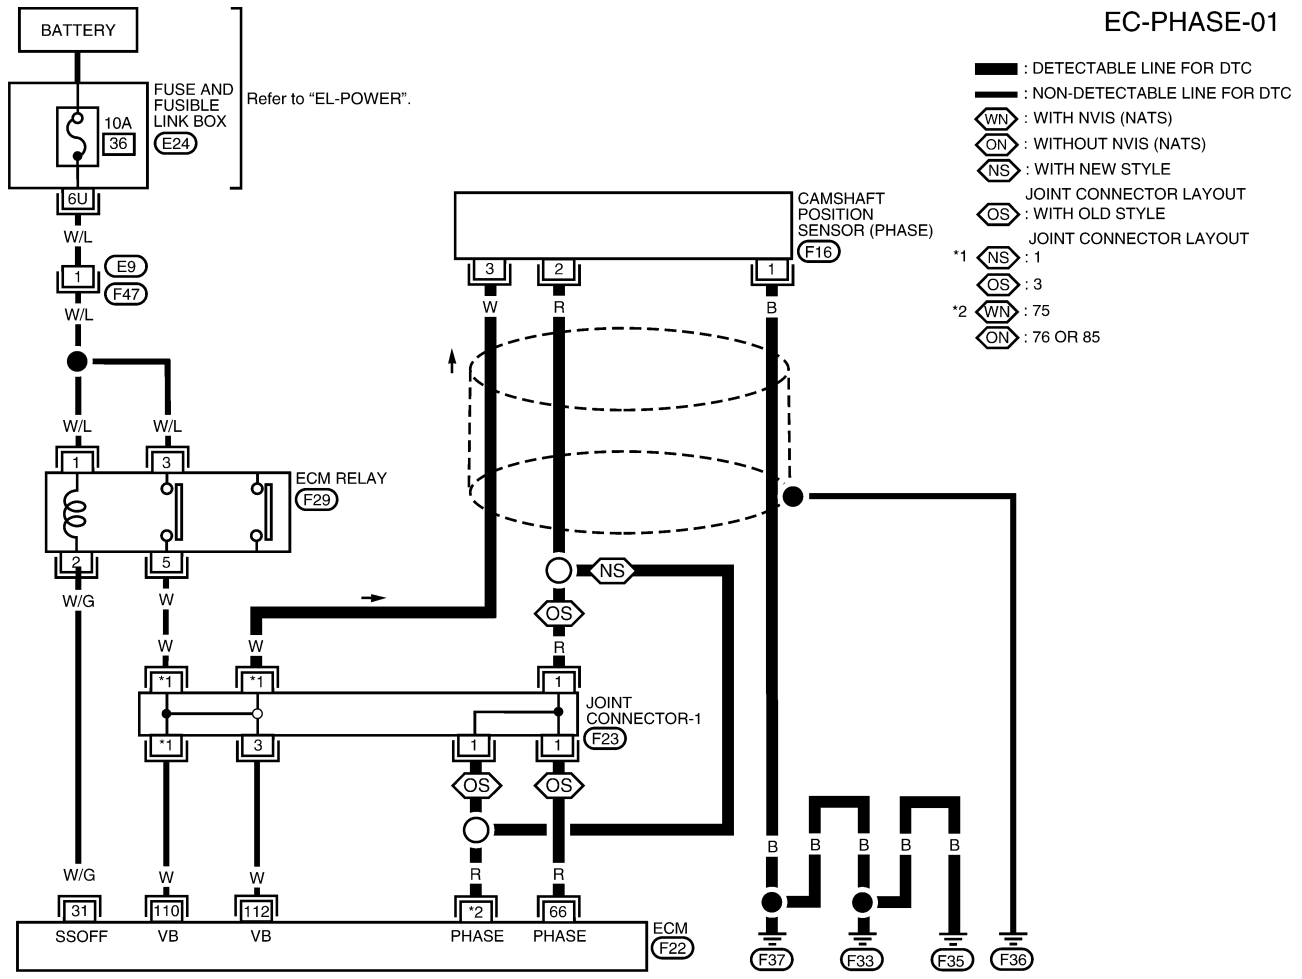 BATTERY
EC-PHASE-01
FUSE AND
FUSIBLE
LINK BOX
E24
10A
36
Refer to “EL-POWER”.
: DETECTABLE LINE FOR DTC
: NON-DETECTABLE LINE FOR DTC
WN : WITH NVIS (NATS)
ON : WITHOUT NVIS (NATS)
NS : WITH NEW STYLE
JOINT CONNECTOR LAYOUT
OS : WITH OLD STYLE
JOINT CONNECTOR LAYOUT
*1 NS : 1
OS : 3
*2 WN : 75
ON : 76 OR 85
6U
W/L
1
E9
F47
W/L
CAMSHAFT
POSITION
SENSOR (PHASE)
F16
3 2 1
W R B
W/L W/L
1 3
ECM RELAY
F29
2 5
W/G W
NS
OS
W W R
*1 *1 1
JOINT
CONNECTOR-1
F23
*1 3 1 1
OS OS
B B B B
W/G W W R R
31 110 112 *2 66
SSOFF VB VB PHASE PHASE
ECM
F22
F37 F33 F35 F36